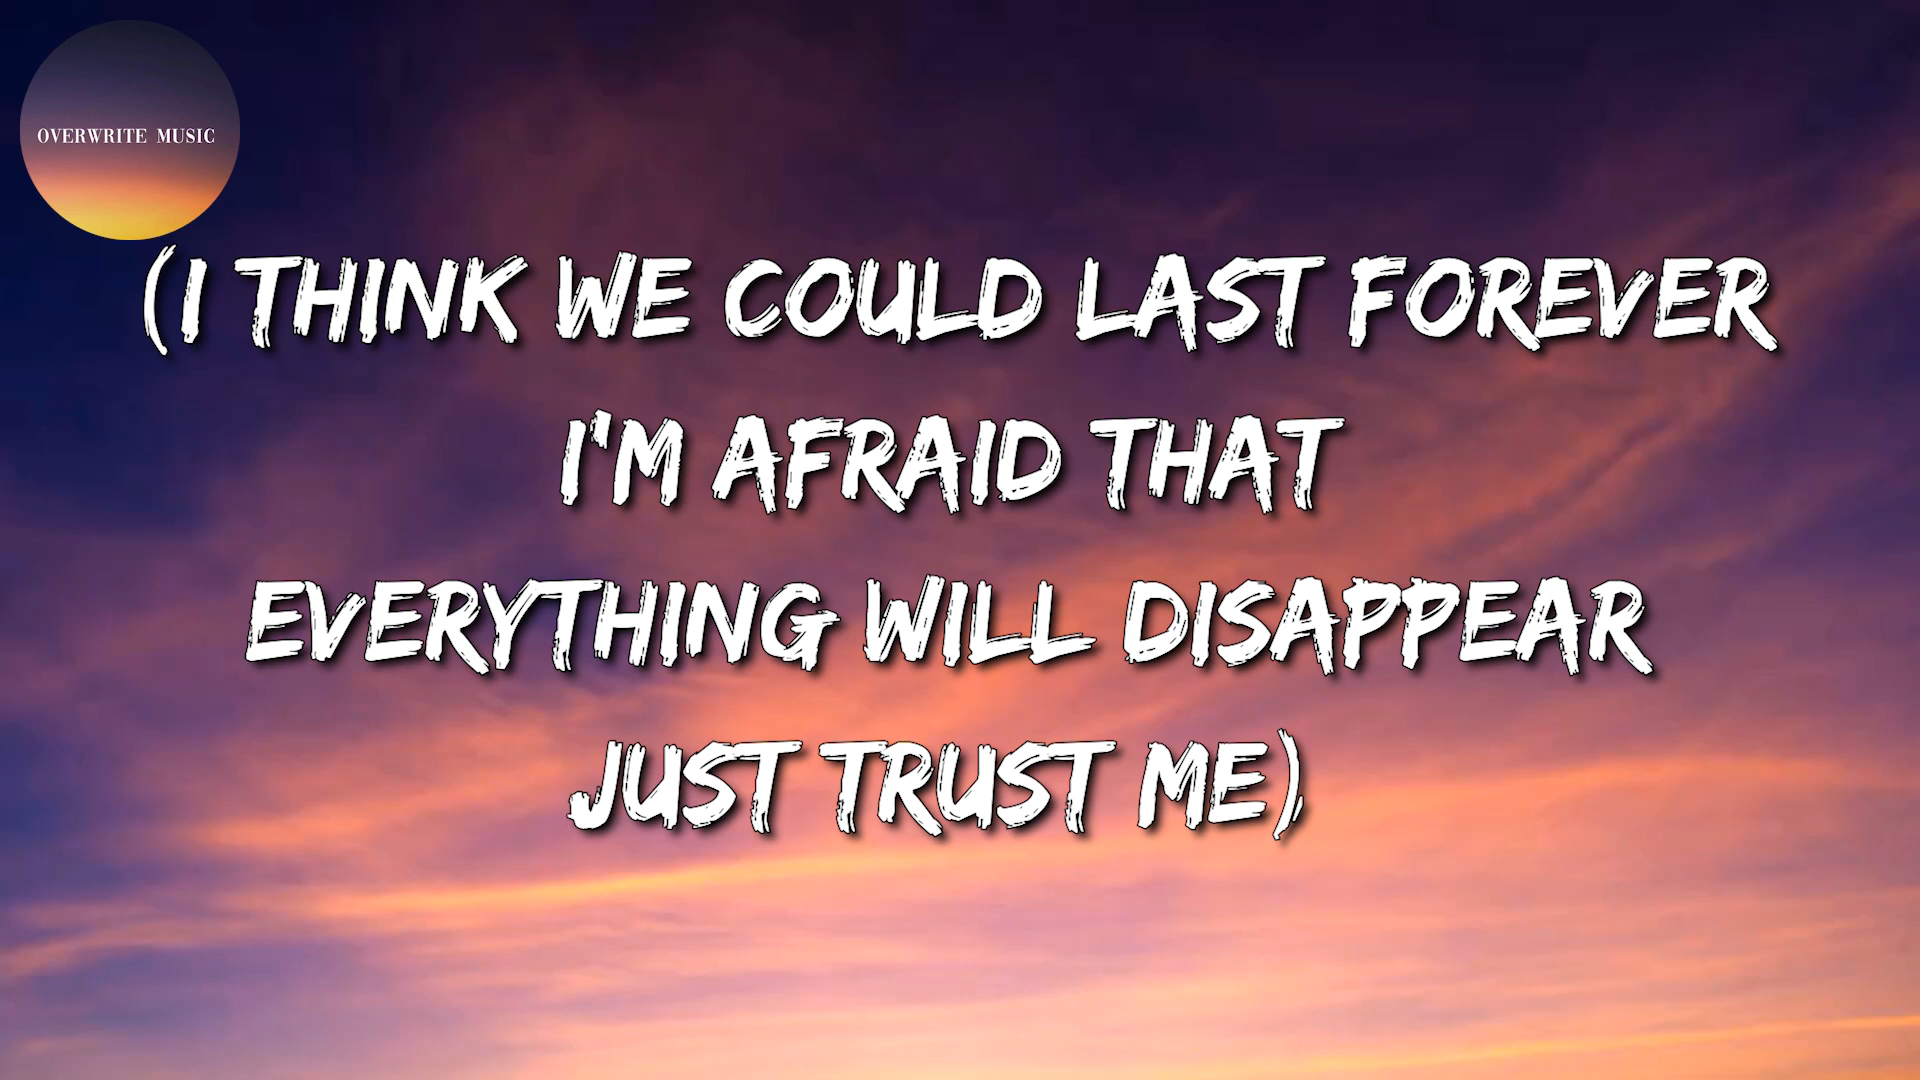 OVERWRITE MUSIC
(I THINK WE COULD LAST FOREVER
I'M AFRAID THAT
EVERYTHING WILL DISAPPEAR
JUST TRUST ME)